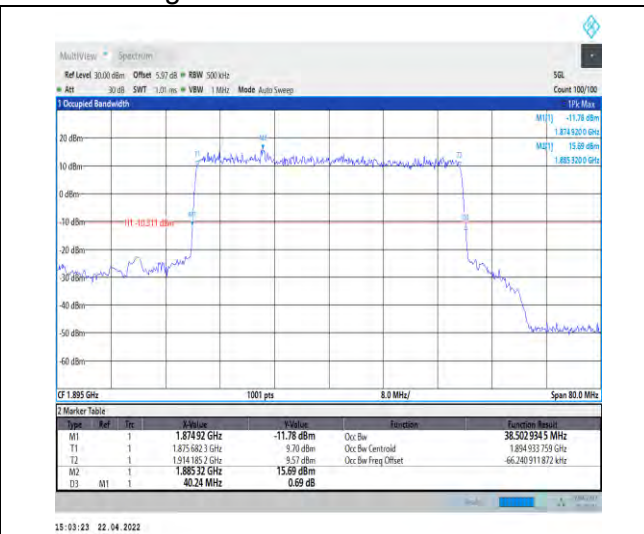 MultiView Spectrum
Ref Level 30.00 dBm Offset 5.97 dB RBW 500 kHz SGL
Att 30 dB SWT 1.01 ms VBW 1 MHz Mode Auto Sweep Count 100/100
1 Occupied Bandwidth 1Pk Max
M1[1] -11.78 dBm
1.874 920 0 GHz
M2[1] 15.69 dBm
1.885 320 0 GHz
20 dBm
M2
T1 T2
10 dBm
0 dBm
M1
-10 dBm H1 -10.311 dBm
-20 dBm
-30 dBm
-40 dBm
-50 dBm
-60 dBm
CF 1.895 GHz 1001 pts 8.0 MHz/ Span 80.0 MHz
2 Marker Table
Type Ref Trc X-Value Y-Value Function Function Result
M1 1 1.874 92 GHz -11.78 dBm Occ Bw 38.502 934 5 MHz
T1 1 1.875 682 3 GHz 9.70 dBm Occ Bw Centroid 1.894 933 759 GHz
T2 1 1.914 185 2 GHz 9.57 dBm Occ Bw Freq Offset -66.240 911 872 kHz
M2 1 1.885 32 GHz 15.69 dBm
D3 M1 1 40.24 MHz 0.69 dB
15:03:23 22.04.2022